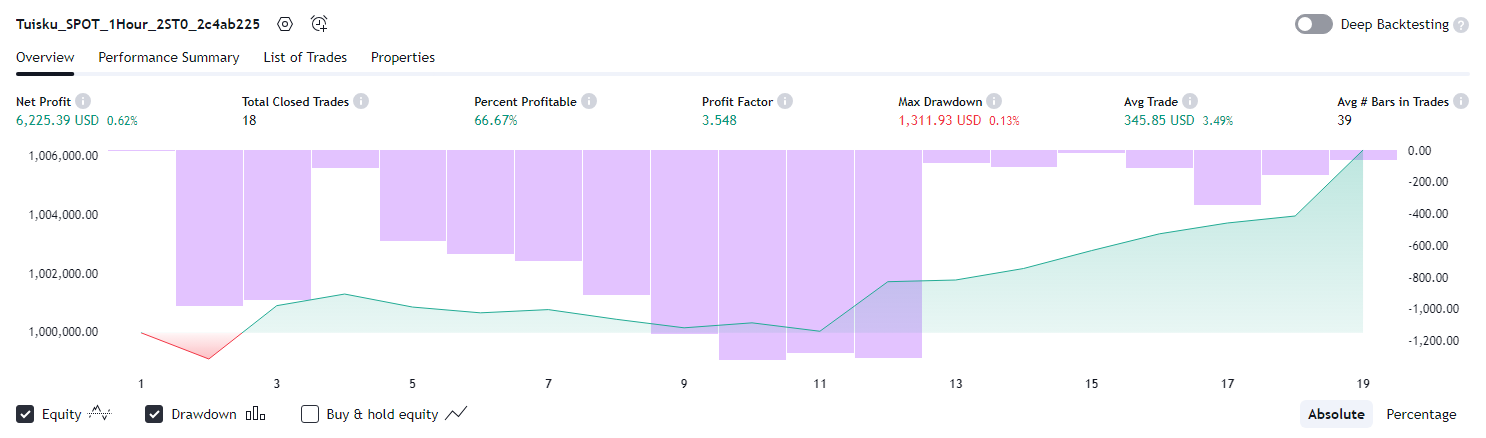 Tuisku_SPOT_1Hour_2ST0_2c4ab225
Deep Backtesting ?
Overview Performance Summary List of Trades Properties
Net Profit Total Closed Trades Percent Profitable Profit Factor Max Drawdown Avg Trade Avg # Bars in Trades
6,225.39 USD 0.62% 18 66.67% 3.548 1,311.93 USD 0.13% 345.85 USD 3.49% 39
1,006,000.00
1,004,000.00
1,002,000.00
1,000,000.00
0.00
-200.00
-400.00
-600.00
-800.00
-1,000.00
-1,200.00
1 3 5 7 9 11 13 15 17 19
Equity Drawdown Buy & hold equity Absolute Percentage